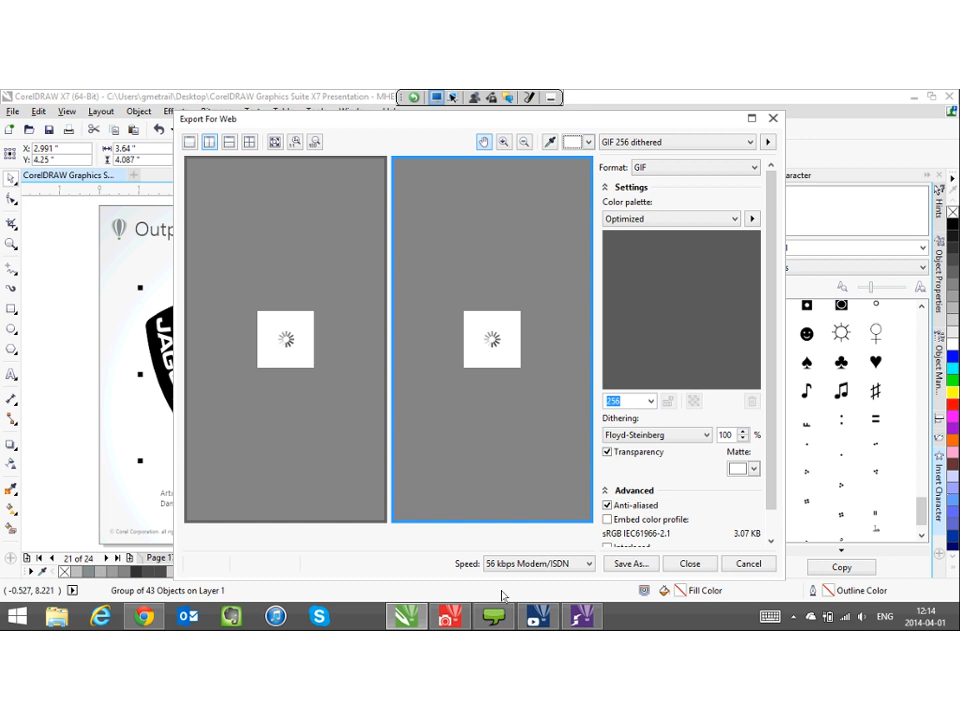 CorelDRAW X7 (64-Bit) - C:\Users\gmetrail\Desktop\CorelDRAW Graphics Suite X7 Presentation - MHE
File Edit View Layout Object
Export For Web
X: 2.991 "
Y: 4.25 "
3.64 "
4.087 "
CorelDRAW Graphics S...
GIF 256 dithered
Format: GIF
Settings
Color palette:
Optimized
256
Dithering:
Floyd-Steinberg
100 %
Transparency
Matte:
Advanced
Anti-aliased
Embed color profile:
sRGB IEC61966-2.1 3.07 KB
Speed: 56 kbps Modem/ISDN
Save As... Close Cancel
Outp
JAG
© Corel Corporation.
21 of 24
Page 1
aracter
Hints
Object Properties
Object Man...
Insert Character
Copy
(-0.527, 8.221)
Group of 43 Objects on Layer 1
Fill Color
Outline Color
ENG
12:14
2014-04-01